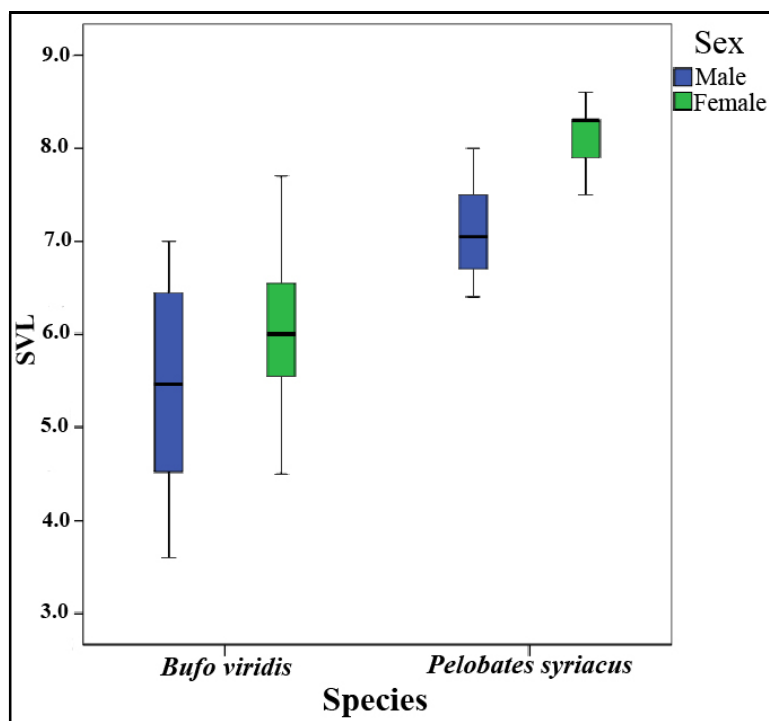 Sex
Male
Female
9.0
8.0
7.0
6.0
5.0
4.0
3.0
SVL
Bufo viridis
Pelobates syriacus
Species